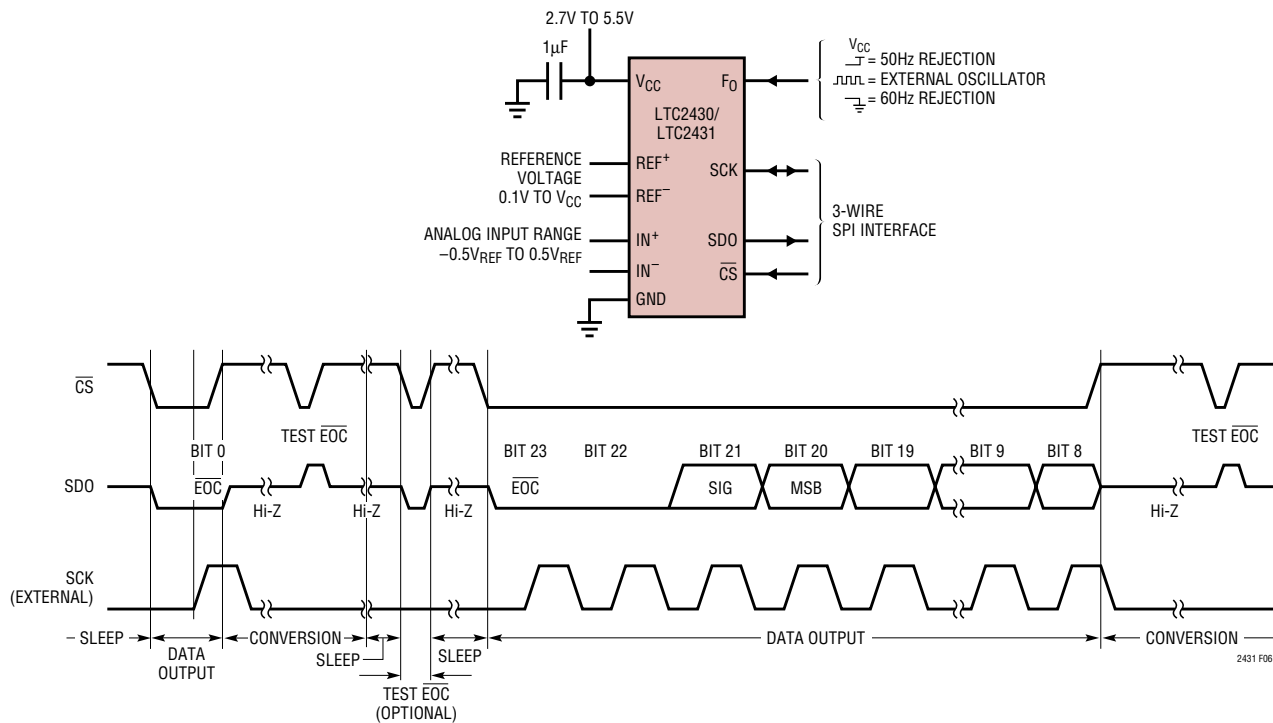 2.7V TO 5.5V
1µF
VCC
FO
LTC2430/
LTC2431
REFERENCE
VOLTAGE
0.1V TO VCC
REF+
REF–
SCK
ANALOG INPUT RANGE
–0.5VREF TO 0.5VREF
IN+
IN–
SDO
CS
GND
VCC
= 50Hz REJECTION
= EXTERNAL OSCILLATOR
= 60Hz REJECTION
3-WIRE
SPI INTERFACE
CS
TEST EOC
TEST EOC
BIT 0
BIT 23
BIT 22
BIT 21
BIT 20
BIT 19
BIT 9
BIT 8
SDO
EOC
EOC
SIG
MSB
Hi-Z
Hi-Z
Hi-Z
Hi-Z
SCK
(EXTERNAL)
SLEEP
DATA
OUTPUT
CONVERSION
SLEEP
TEST EOC
(OPTIONAL)
SLEEP
DATA OUTPUT
CONVERSION
2431 F06